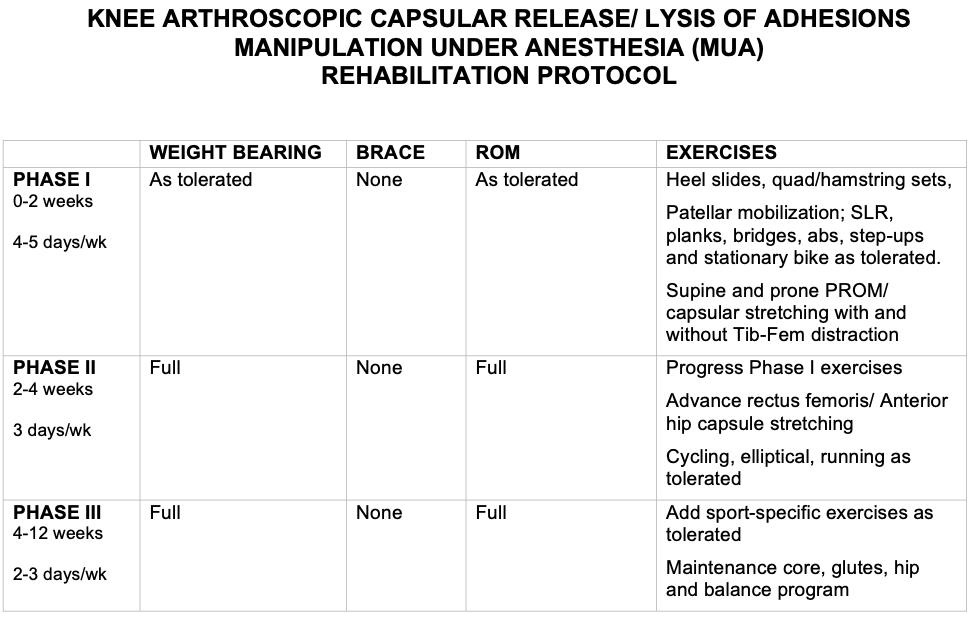 KNEE ARTHROSCOPIC CAPSULAR RELEASE/ LYSIS OF ADHESIONS
MANIPULATION UNDER ANESTHESIA (MUA)
REHABILITATION PROTOCOL
WEIGHT BEARING BRACE ROM EXERCISES
PHASE I As tolerated None As tolerated Heel slides, quad/hamstring sets,
0-2 weeks
Patellar mobilization; SLR,
4-5 days/wk planks, bridges, abs, step-ups
and stationary bike as tolerated.
Supine and prone PROM/
capsular stretching with and
without Tib-Fem distraction
PHASE II Full None Full Progress Phase I exercises
2-4 weeks
Advance rectus femoris/ Anterior
3 days/wk hip capsule stretching
Cycling, elliptical, running as
tolerated
PHASE III Full None Full Add sport-specific exercises as
4-12 weeks tolerated
2-3 days/wk Maintenance core, glutes, hip
and balance program